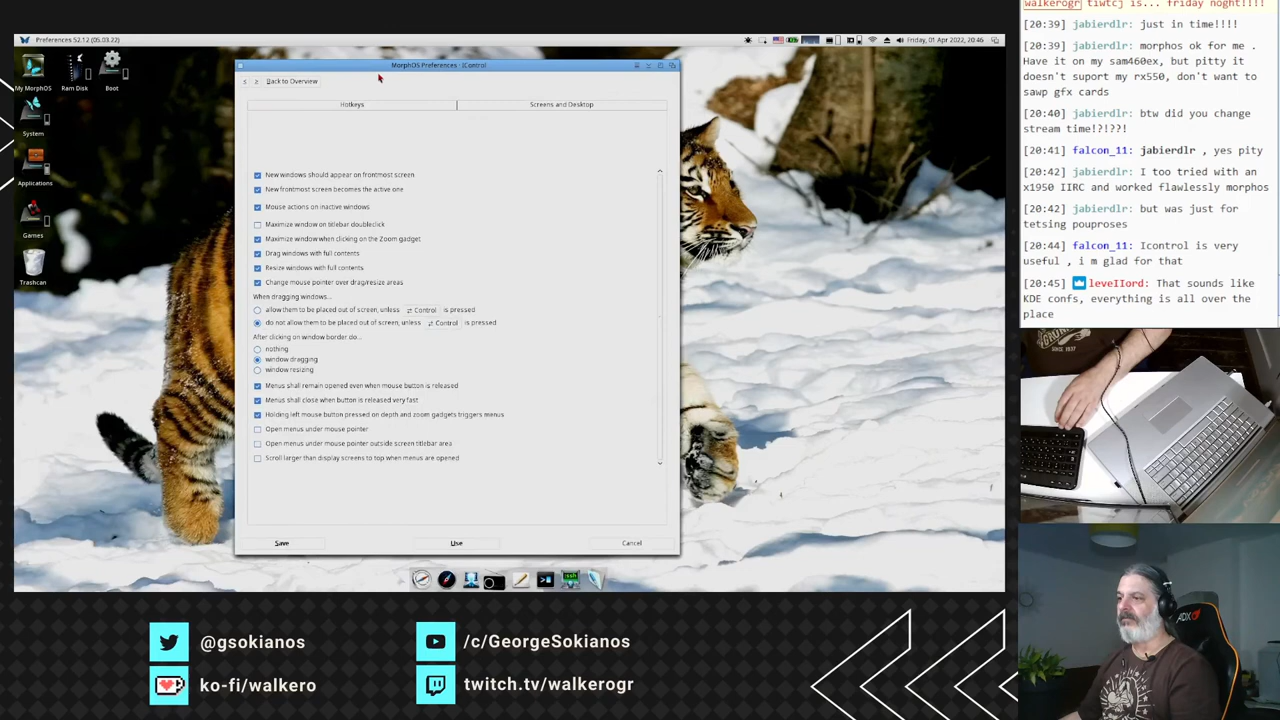 walkerogr tiwtcj is... friday noght!!!!
[20:39] jabierdlr: just in time!!!!
[20:39] jabierdlr: morphos ok for me .
Have it on my sam460ex, but pitty it
doesn't suport my rx550, don't want to
sawp gfx cards
[20:40] jabierdlr: btw did you change
stream time!?!??!
[20:41] falcon_11: jabierdlr , yes pity
[20:42] jabierdlr: I too tried with an
x1950 IIRC and worked flawlessly morphos
[20:42] jabierdlr: but was just for
tetsing pouproses
[20:44] falcon_11: Icontrol is very
useful , i m glad for that
[20:45] leveIIord: That sounds like
KDE confs, everything is all over the
place
Preferences 52.12 (05.03.22)
Friday, 01 Apr 2022, 20:46
My MorphOS
Ram Disk
Boot
System
Applications
Games
Trashcan
MorphOS Preferences - IControl
< > Back to Overview
Hotkeys
Screens and Desktop
New windows should appear on frontmost screen
New frontmost screen becomes the active one
Mouse actions on inactive windows
Maximize window on titlebar doubleclick
Maximize window when clicking on the Zoom gadget
Drag windows with full contents
Resize windows with full contents
Change mouse pointer over drag/resize areas
When dragging windows...
allow them to be placed out of screen, unless Control is pressed
do not allow them to be placed out of screen, unless Control is pressed
After clicking on window border do...
nothing
window dragging
window resizing
Menus shall remain opened even when mouse button is released
Menus shall close when button is released very fast
Holding left mouse button pressed on depth and zoom gadgets triggers menus
Open menus under mouse pointer
Open menus under mouse pointer outside screen titlebar area
Scroll larger than display screens to top when menus are opened
Save
Use
Cancel
ssh
@gsokianos
/c/GeorgeSokianos
ko-fi/walkero
twitch.tv/walkerogr
ADX